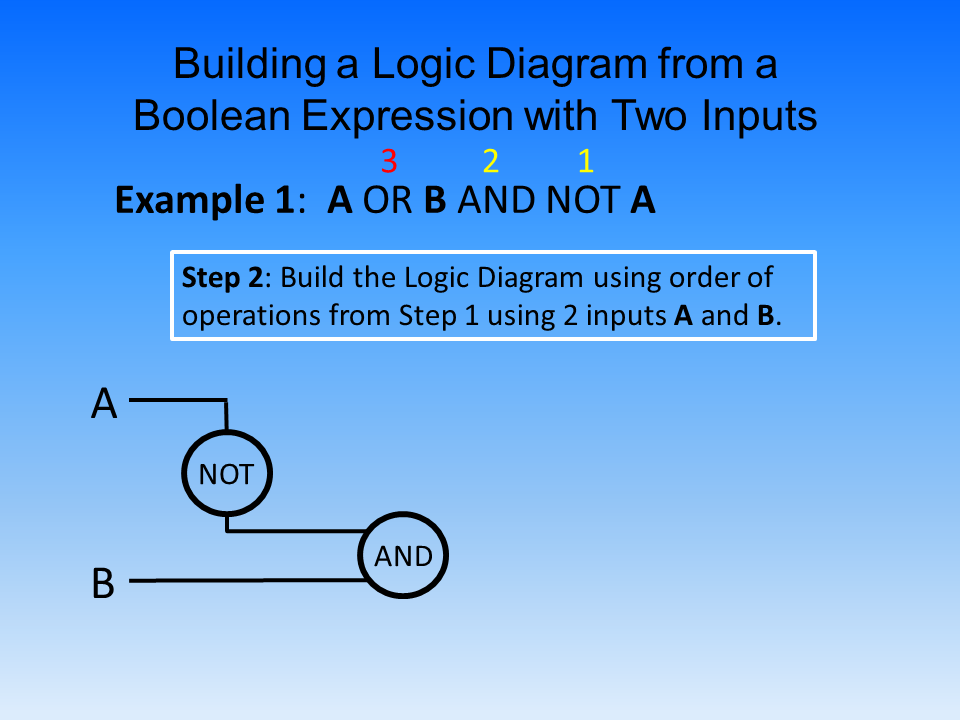 Building a Logic Diagram from a
Boolean Expression with Two Inputs
3 2 1
Example 1: A OR B AND NOT A
Step 2: Build the Logic Diagram using order of
operations from Step 1 using 2 inputs A and B.
A
NOT
AND
B